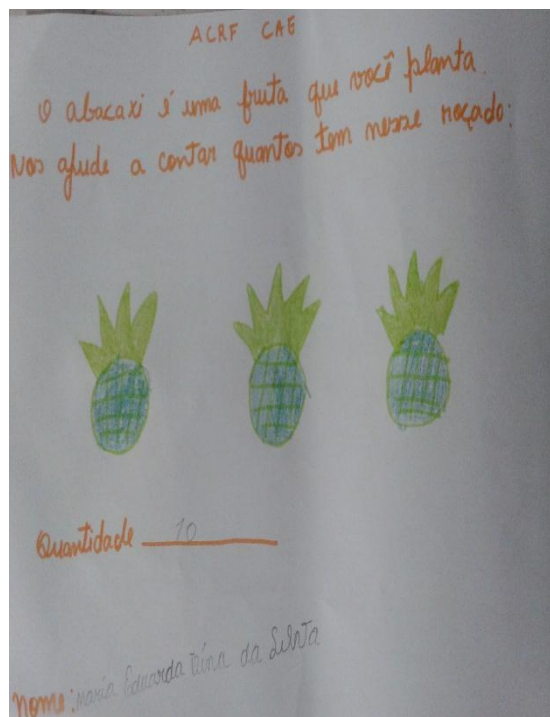 ACRF CAE
O abacaxi é uma fruta que você planta.
Nos ajude a contar quantos tem nesse roçado:
Quantidade 10
Nome: Maria Eduarda da